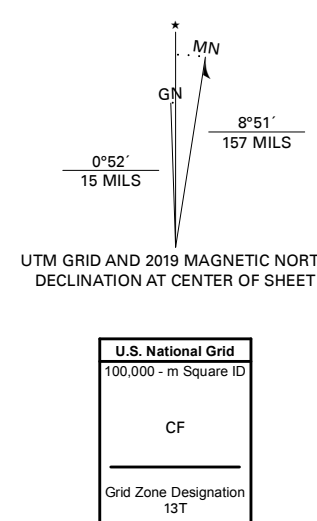 ★
MN
GN
8°51´
157 MILS
0°52´
15 MILS
UTM GRID AND 2019 MAGNETIC NORT
DECLINATION AT CENTER OF SHEET
U.S. National Grid
100,000 - m Square ID
CF
Grid Zone Designation
13T